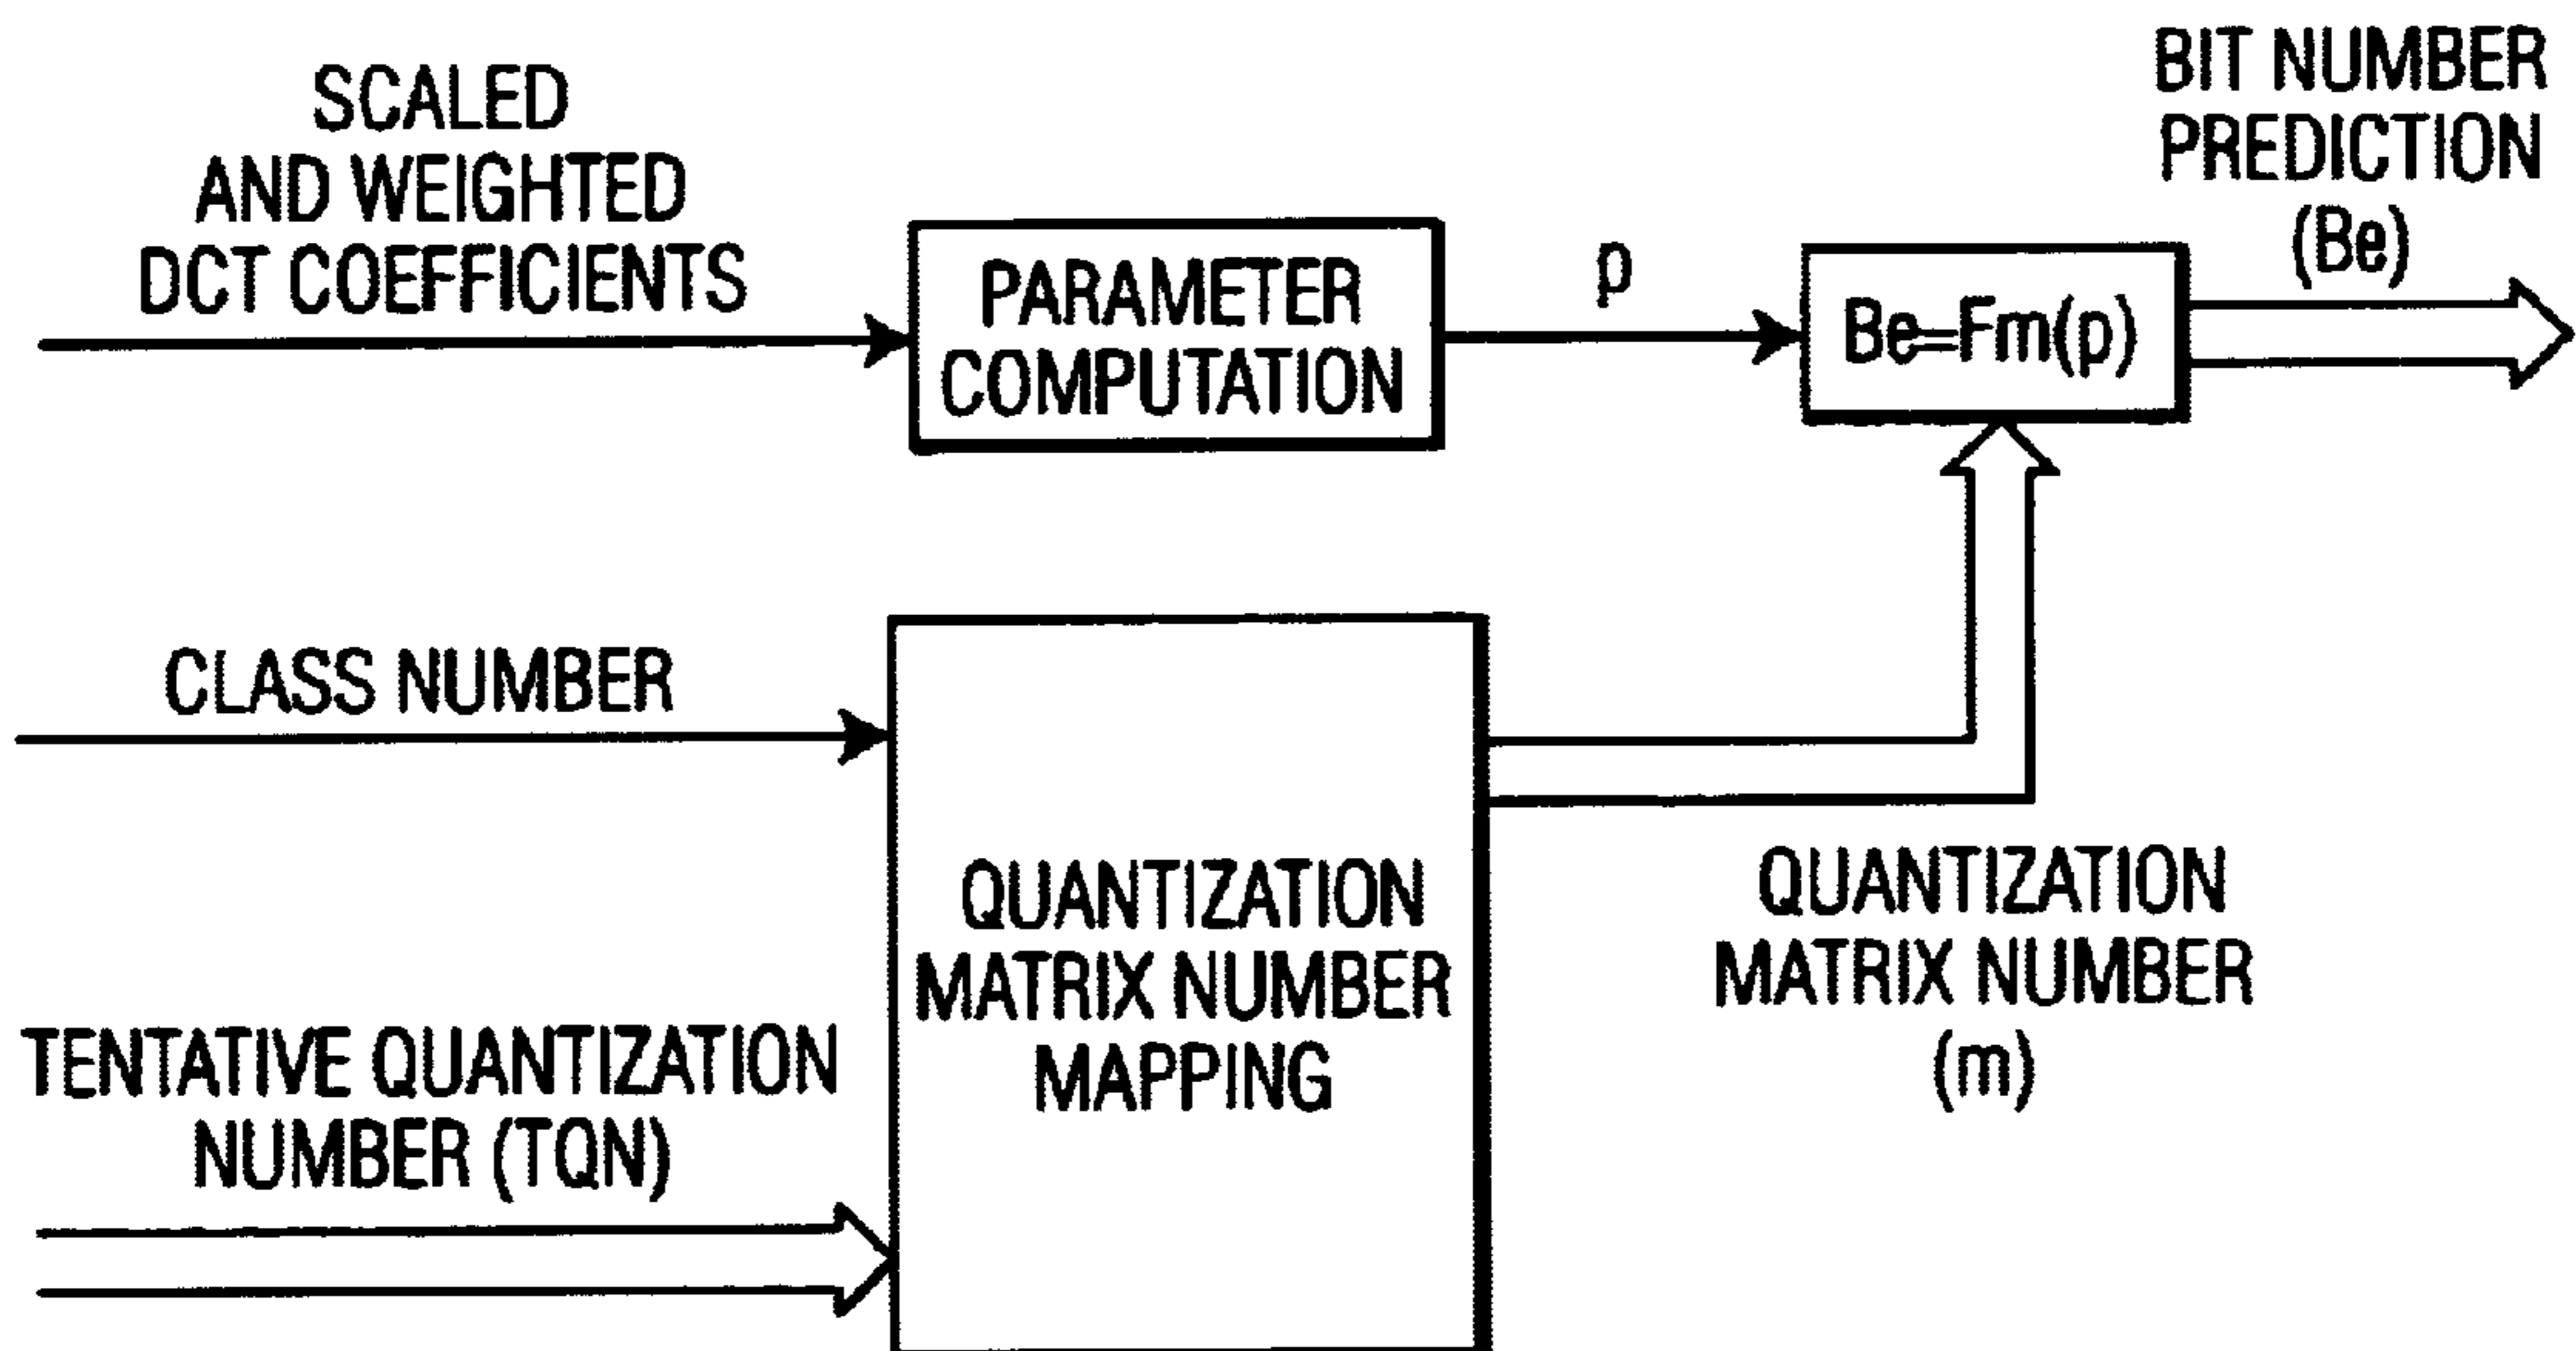 SCALED
AND WEIGHTED
DCT COEFFICIENTS
PARAMETER
COMPUTATION
p
Be=Fm(p)
BIT NUMBER
PREDICTION
(Be)
CLASS NUMBER
TENTATIVE QUANTIZATION
NUMBER (TQN)
QUANTIZATION
MATRIX NUMBER
MAPPING
QUANTIZATION
MATRIX NUMBER
(m)